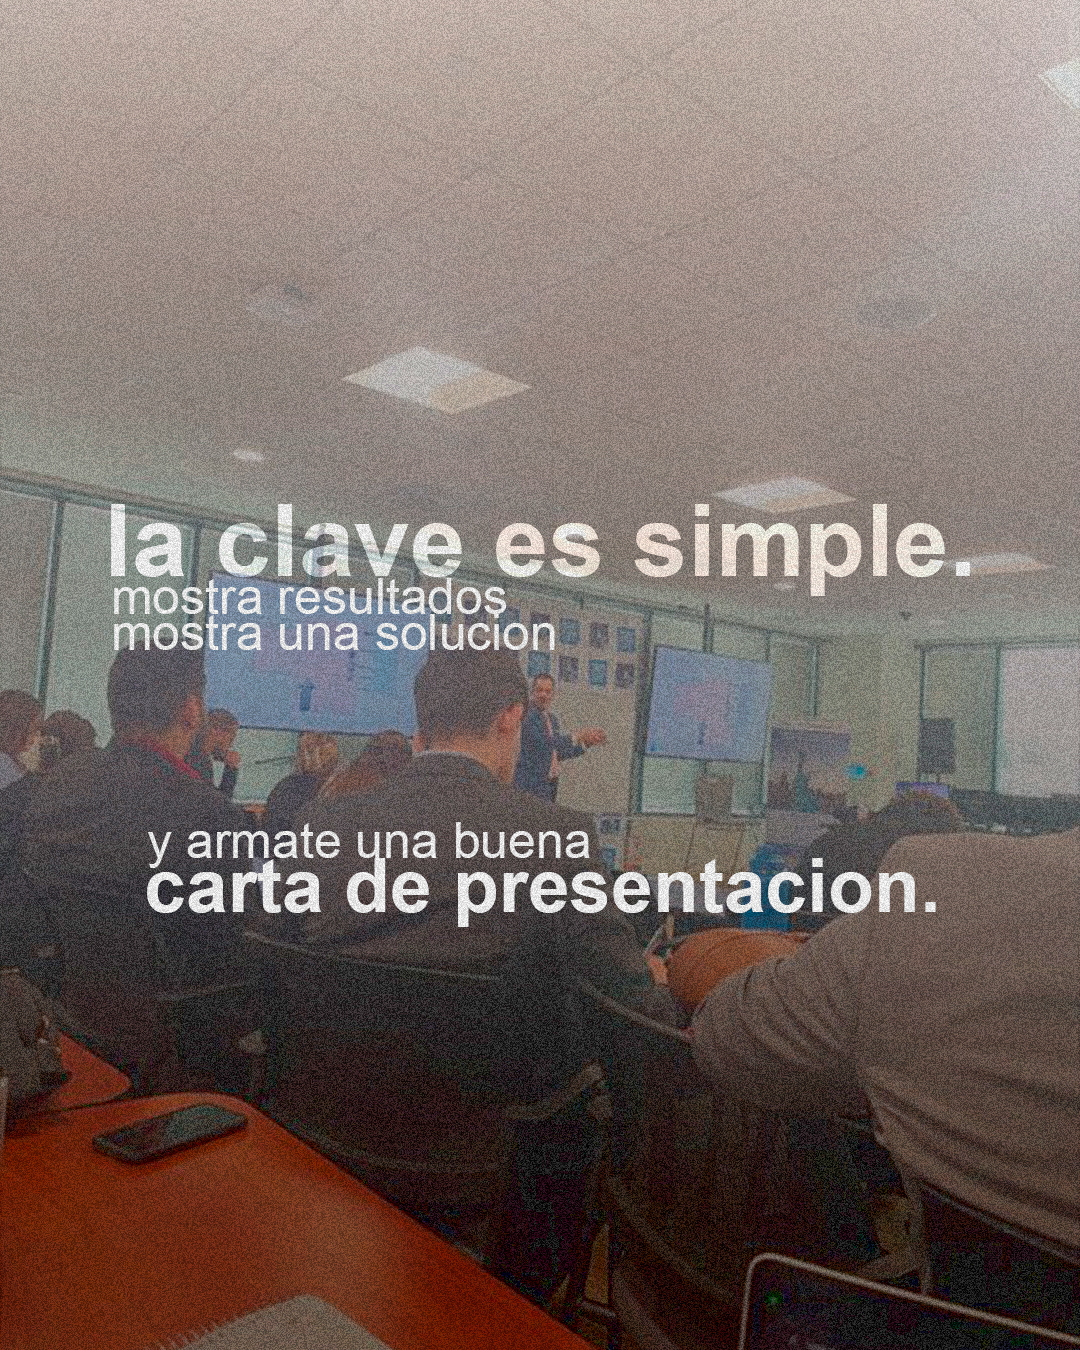 la clave es simple.
mostra resultados
mostra una solucion
y armate una buena
carta de presentacion.